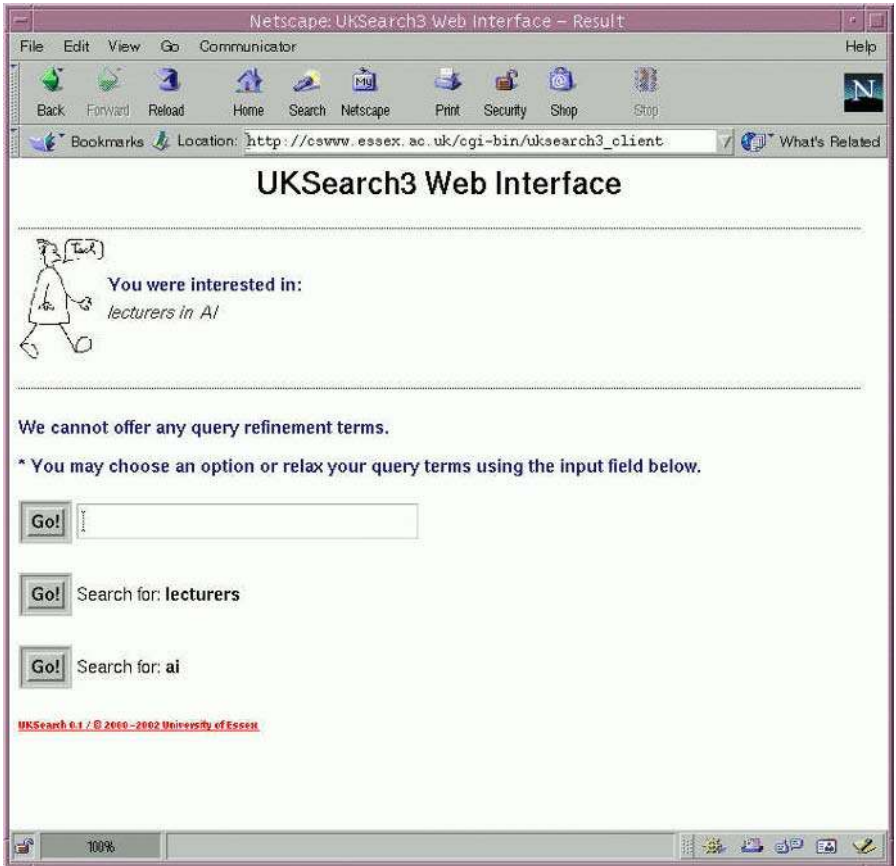 Netscape: UKSearch3 Web Interface – Result
File Edit View Go Communicator Help
Back Forward Reload Home Search Netscape Print Security Shop Stop
My
N
Bookmarks Location: http://cswww.essex.ac.uk/cgi-bin/uksearch3_client What's Related
UKSearch3 Web Interface
You were interested in:
lecturers in AI
We cannot offer any query refinement terms.
* You may choose an option or relax your query terms using the input field below.
Go!
Go! Search for: lecturers
Go! Search for: ai
UKSearch 0.1 / © 2000–2002 University of Essex
100%